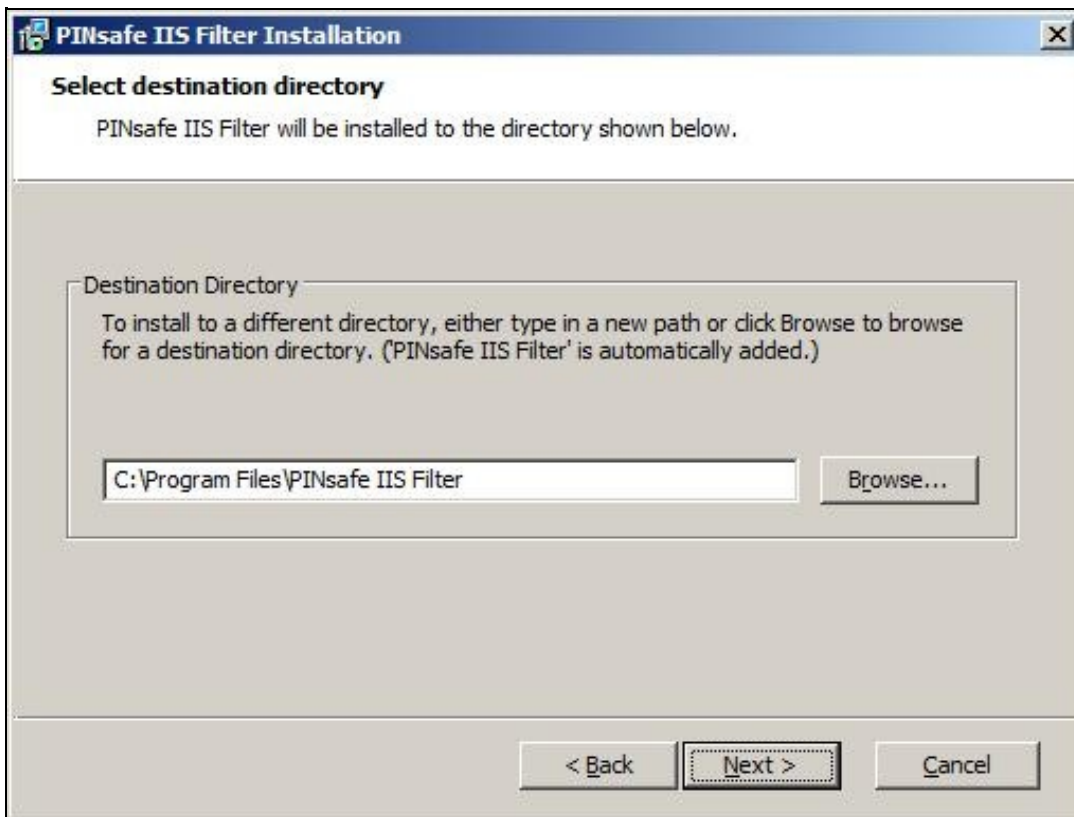 PINsafe IIS Filter Installation
Select destination directory
PINsafe IIS Filter will be installed to the directory shown below.
Destination Directory
To install to a different directory, either type in a new path or click Browse to browse
for a destination directory. ('PINsafe IIS Filter' is automatically added.)
C:\Program Files\PINsafe IIS Filter
Browse...
< Back
Next >
Cancel